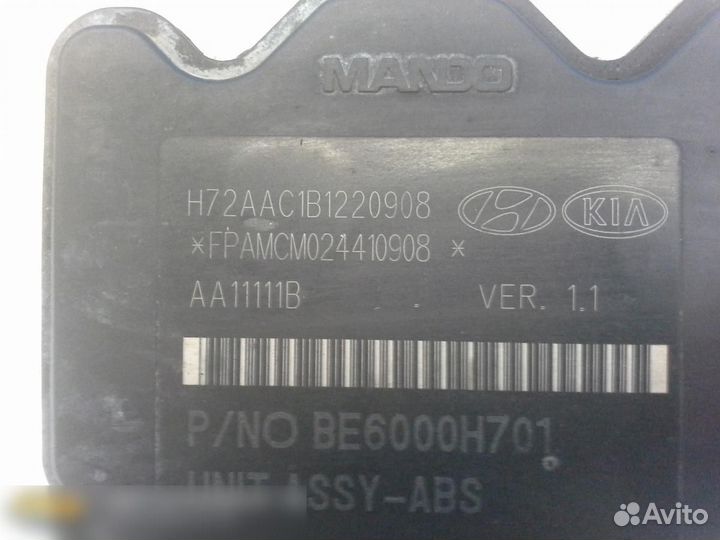 MANDO
H72AAC1B1220908
KIA
*FPAMCM024410908 *
AA11111B . . VER. 1.1
P/NO BE6000H701
UNIT ASSY-ABS
Avito